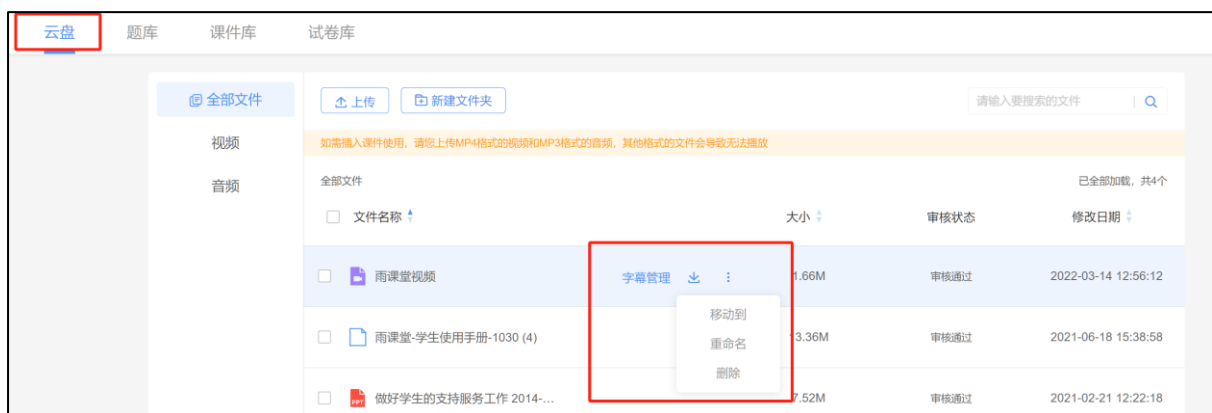 云盘 题库 课件库 试卷库
全部文件 上传 新建文件夹 请输入要搜索的文件
视频 如需插入课件使用，请您上传MP4格式的视频和MP3格式的音频，其他格式的文件会导致无法播放
音频 全部文件 已全部加载，共4个
文件名称 大小 审核状态 修改日期
雨课堂视频 字幕管理 1.66M 审核通过 2022-03-14 12:56:12
移动到
雨课堂-学生使用手册-1030 (4) 3.36M 审核通过 2021-06-18 15:38:58
重命名
删除
PPT 做好学生的支持服务工作 2014-... 7.52M 审核通过 2021-02-21 12:22:18